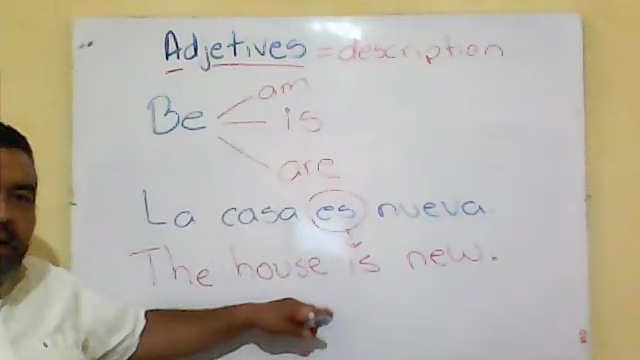 Adjetives = description
am
Be is
are
La casa es nueva
The house is new.